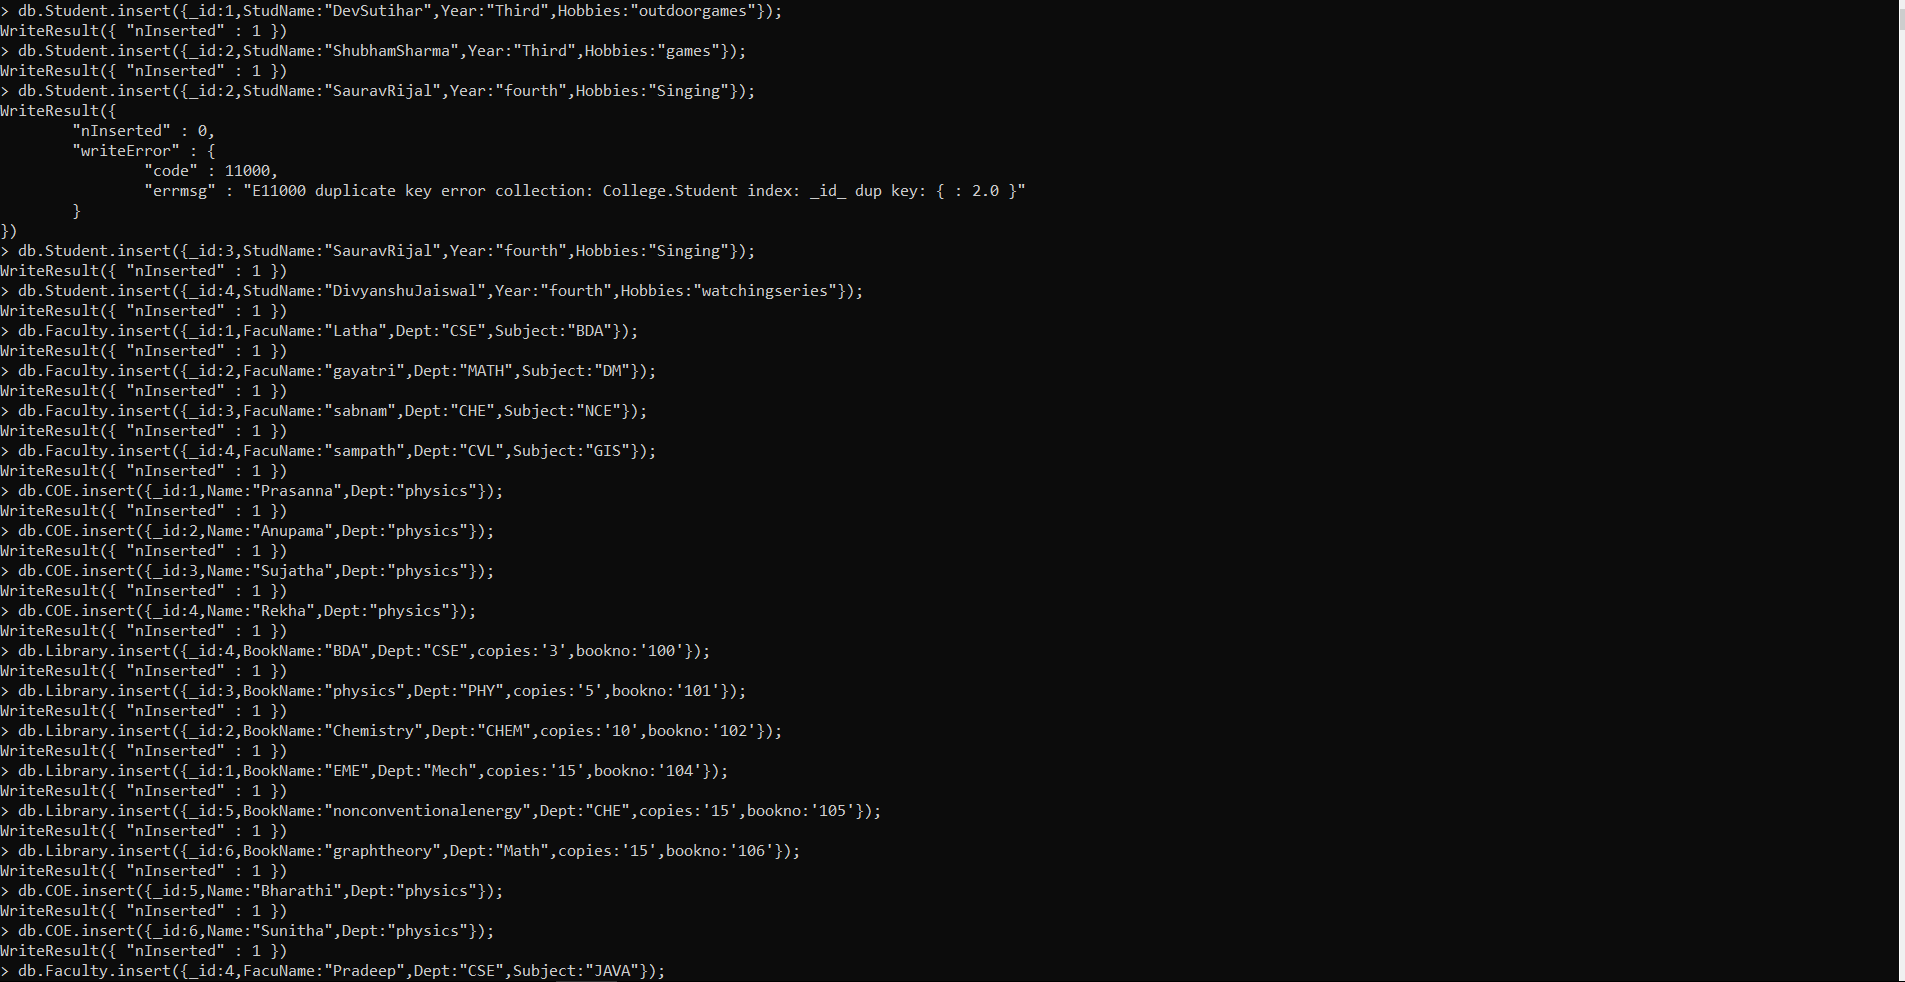 > db.Student.insert({_id:1,StudName:"DevSutihar",Year:"Third",Hobbies:"outdoorgames"});
WriteResult({ "nInserted" : 1 })
> db.Student.insert({_id:2,StudName:"ShubhamSharma",Year:"Third",Hobbies:"games"});
WriteResult({ "nInserted" : 1 })
> db.Student.insert({_id:2,StudName:"SauravRijal",Year:"fourth",Hobbies:"Singing"});
WriteResult({
        "nInserted" : 0,
        "writeError" : {
                "code" : 11000,
                "errmsg" : "E11000 duplicate key error collection: College.Student index: _id_ dup key: { : 2.0 }"
        }
})
> db.Student.insert({_id:3,StudName:"SauravRijal",Year:"fourth",Hobbies:"Singing"});
WriteResult({ "nInserted" : 1 })
> db.Student.insert({_id:4,StudName:"DivyanshuJaiswal",Year:"fourth",Hobbies:"watchingseries"});
WriteResult({ "nInserted" : 1 })
> db.Faculty.insert({_id:1,FacuName:"Latha",Dept:"CSE",Subject:"BDA"});
WriteResult({ "nInserted" : 1 })
> db.Faculty.insert({_id:2,FacuName:"gayatri",Dept:"MATH",Subject:"DM"});
WriteResult({ "nInserted" : 1 })
> db.Faculty.insert({_id:3,FacuName:"sabnam",Dept:"CHE",Subject:"NCE"});
WriteResult({ "nInserted" : 1 })
> db.Faculty.insert({_id:4,FacuName:"sampath",Dept:"CVL",Subject:"GIS"});
WriteResult({ "nInserted" : 1 })
> db.COE.insert({_id:1,Name:"Prasanna",Dept:"physics"});
WriteResult({ "nInserted" : 1 })
> db.COE.insert({_id:2,Name:"Anupama",Dept:"physics"});
WriteResult({ "nInserted" : 1 })
> db.COE.insert({_id:3,Name:"Sujatha",Dept:"physics"});
WriteResult({ "nInserted" : 1 })
> db.COE.insert({_id:4,Name:"Rekha",Dept:"physics"});
WriteResult({ "nInserted" : 1 })
> db.Library.insert({_id:4,BookName:"BDA",Dept:"CSE",copies:'3',bookno:'100'});
WriteResult({ "nInserted" : 1 })
> db.Library.insert({_id:3,BookName:"physics",Dept:"PHY",copies:'5',bookno:'101'});
WriteResult({ "nInserted" : 1 })
> db.Library.insert({_id:2,BookName:"Chemistry",Dept:"CHEM",copies:'10',bookno:'102'});
WriteResult({ "nInserted" : 1 })
> db.Library.insert({_id:1,BookName:"EME",Dept:"Mech",copies:'15',bookno:'104'});
WriteResult({ "nInserted" : 1 })
> db.Library.insert({_id:5,BookName:"nonconventionalenergy",Dept:"CHE",copies:'15',bookno:'105'});
WriteResult({ "nInserted" : 1 })
> db.Library.insert({_id:6,BookName:"graphtheory",Dept:"Math",copies:'15',bookno:'106'});
WriteResult({ "nInserted" : 1 })
> db.COE.insert({_id:5,Name:"Bharathi",Dept:"physics"});
WriteResult({ "nInserted" : 1 })
> db.COE.insert({_id:6,Name:"Sunitha",Dept:"physics"});
WriteResult({ "nInserted" : 1 })
> db.Faculty.insert({_id:4,FacuName:"Pradeep",Dept:"CSE",Subject:"JAVA"});